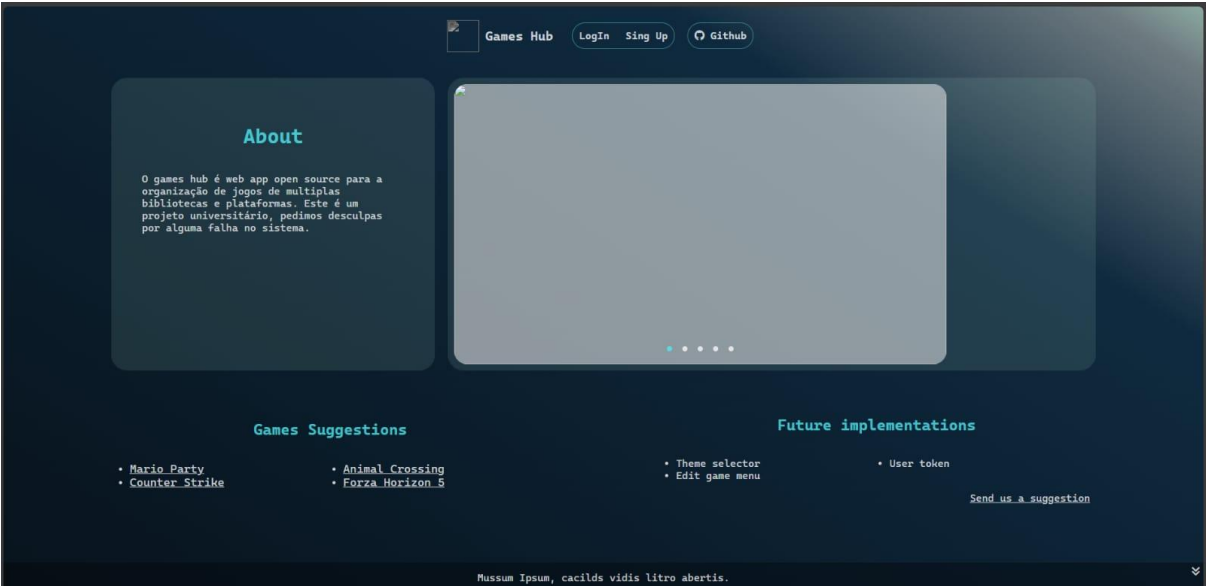 Games Hub
LogIn Sing Up
Github
About
O games hub é web app open source para a
organização de jogos de multiplas
bibliotecas e plataformas. Este é um
projeto universitário, pedimos desculpas
por alguma falha no sistema.
Games Suggestions
• Mario Party
• Counter Strike
• Animal Crossing
• Forza Horizon 5
Future implementations
• Theme selector
• Edit game menu
• User token
Send us a suggestion
Mussum Ipsum, cacilds vidis litro abertis.